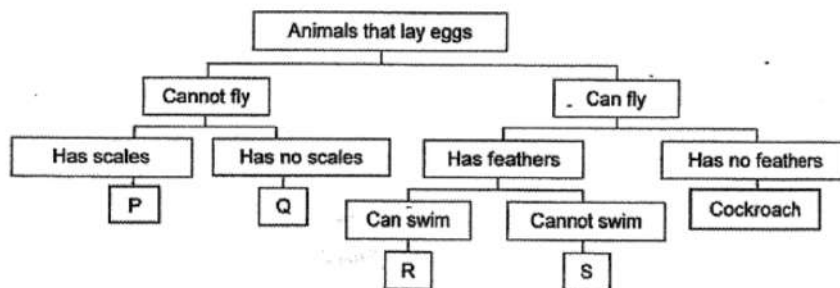 Animals that lay eggs
Cannot fly
Can fly
Has scales
Has no scales
Has feathers
Has no feathers
P
Q
Can swim
Cannot swim
Cockroach
R
S